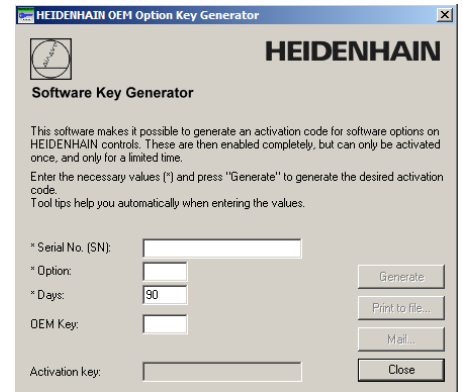 HEIDENHAIN OEM Option Key Generator
HEIDENHAIN
Software Key Generator
This software makes it possible to generate an activation code for software options on
HEIDENHAIN controls. These are then enabled completely, but can only be activated
once, and only for a limited time.
Enter the necessary values (*) and press "Generate" to generate the desired activation
code.
Tool tips help you automatically when entering the values.
* Serial No. (SN):
* Option:
Generate
* Days: 90
Print to file...
OEM Key:
Mail...
Activation key:
Close